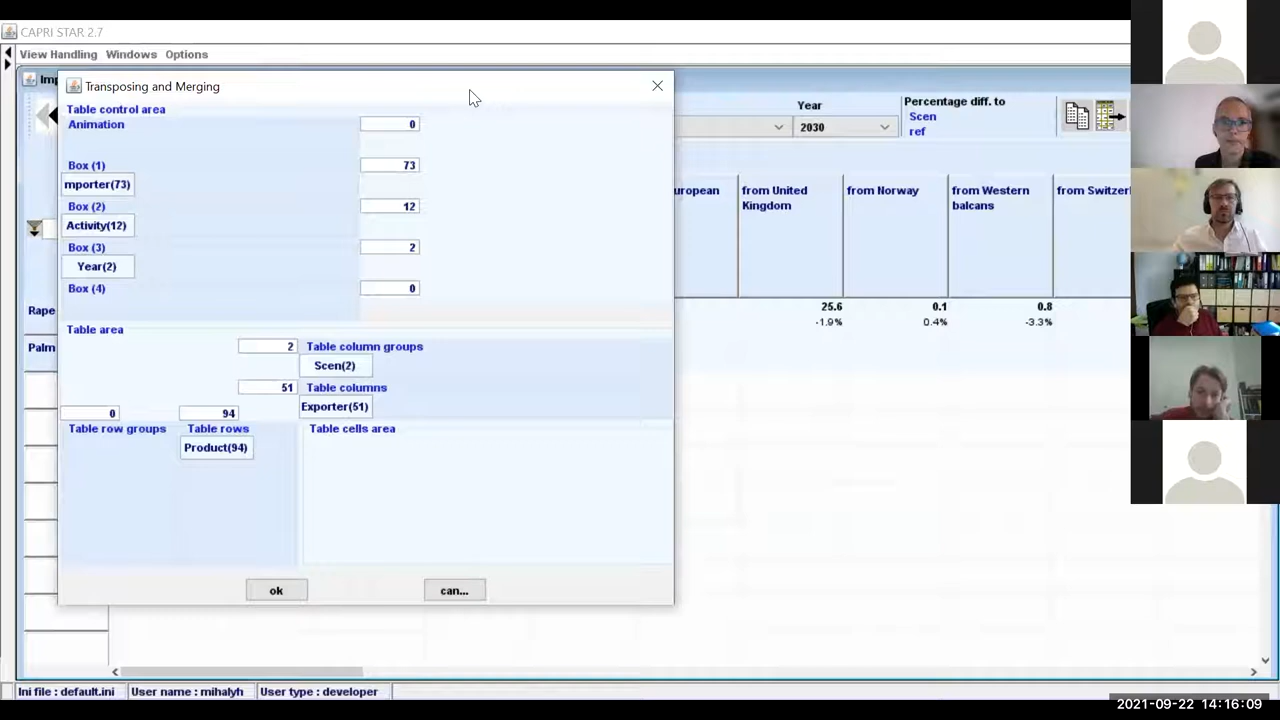 CAPRI STAR 2.7
View Handling Windows Options
Imp
Transposing and Merging
Table control area
Animation 0
Box (1) 73
mporter(73)
Box (2) 12
Activity(12)
Box (3) 2
Year(2)
Box (4) 0
Table area
2 Table column groups
Scen(2)
51 Table columns
Exporter(51)
0 94
Table row groups Table rows Table cells area
Product(94)
ok can...
Year
2030
Percentage diff. to
Scen
ref
uropean from United Kingdom from Norway from Western balcans from Switzerl
Rape 25.6 0.1 0.8
-1.9% 0.4% -3.3%
Palm
Ini file : default.ini User name : mihalyh User type : developer
2021-09-22 14:16:09